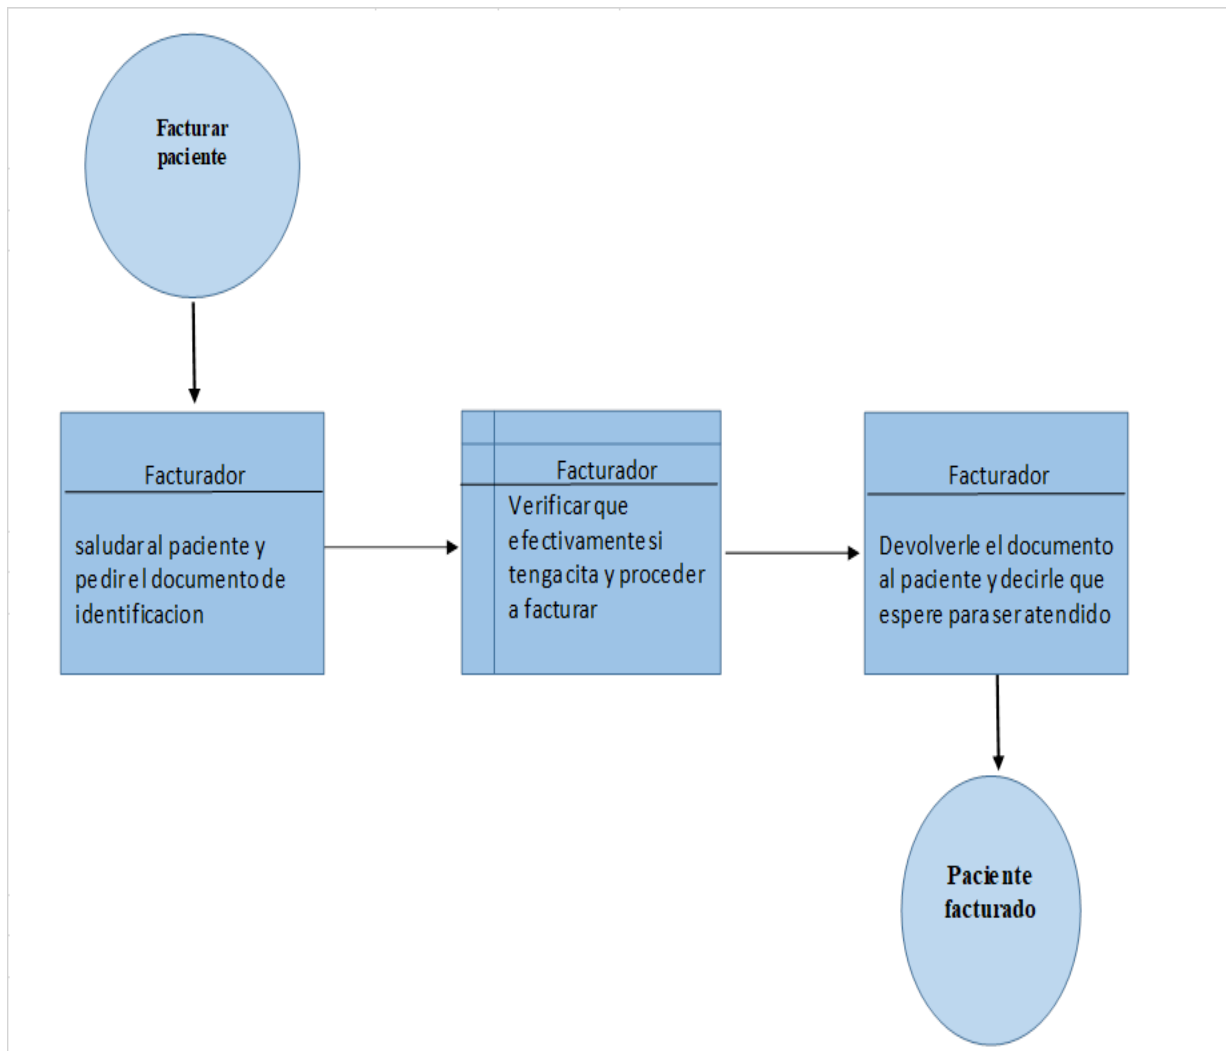 Facturar
paciente
Facturador
saludar al paciente y
pedir el documento de
identificacion
Facturador
Verificar que
efectivamente si
tenga cita y proceder
a facturar
Facturador
Devolverle el documento
al paciente y decirle que
espere para ser atendido
Paciente
facturado